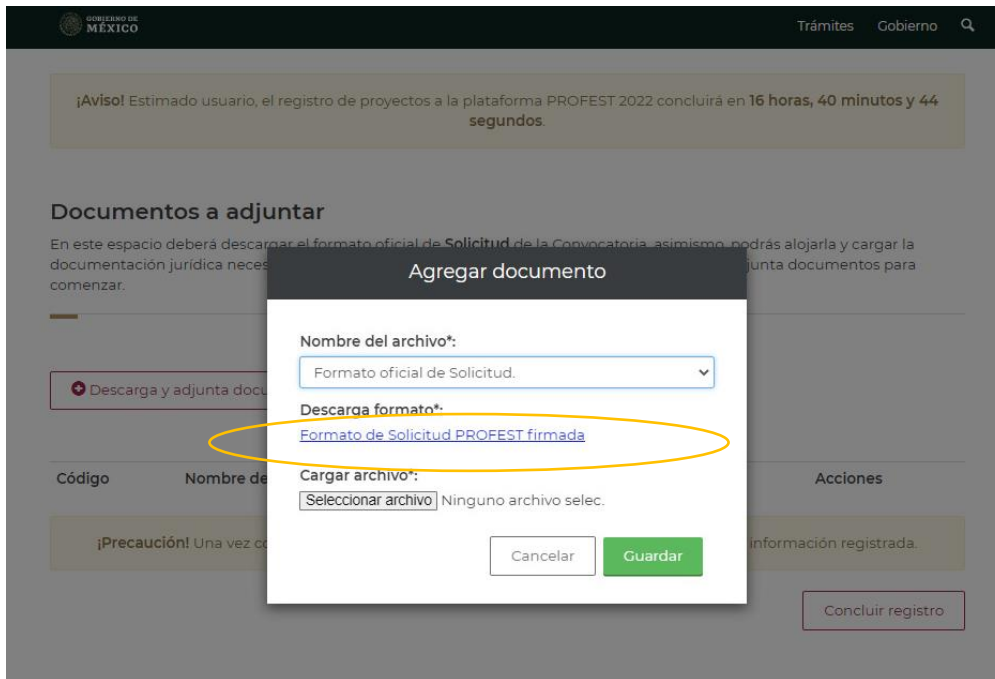 GOBIERNO DE
MÉXICO
Trámites Gobierno
¡Aviso! Estimado usuario, el registro de proyectos a la plataforma PROFEST 2022 concluirá en 16 horas, 40 minutos y 44
segundos.
Documentos a adjuntar
En este espacio deberá descargar el formato oficial de Solicitud de la Convocatoria, asimismo, podrás alojarla y cargar la
documentación jurídica neces junta documentos para
comenzar.
Agregar documento
Nombre del archivo*:
Formato oficial de Solicitud.
Descarga y adjunta docu
Descarga formato*:
Formato de Solicitud PROFEST firmada
Código Nombre de Acciones
Cargar archivo*:
Seleccionar archivo Ninguno archivo selec.
¡Precaución! Una vez co información registrada.
Cancelar Guardar
Concluir registro